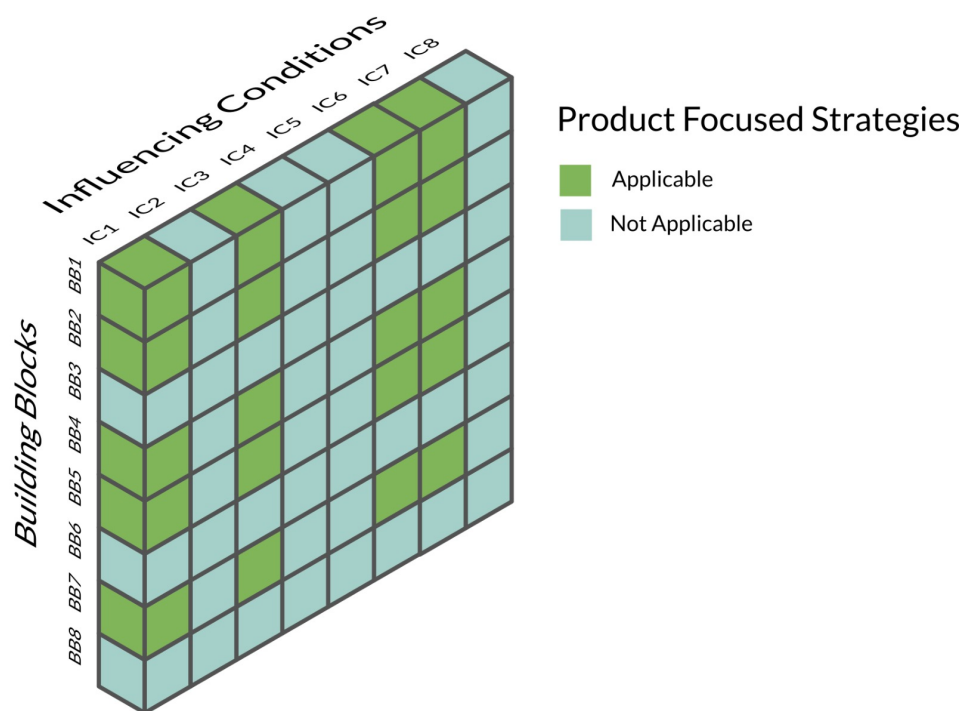 Influencing Conditions
IC1
IC2
IC3
IC4
IC5
IC6
IC7
IC8
Building Blocks
BB1
BB2
BB3
BB4
BB5
BB6
BB7
BB8
Product Focused Strategies
Applicable
Not Applicable